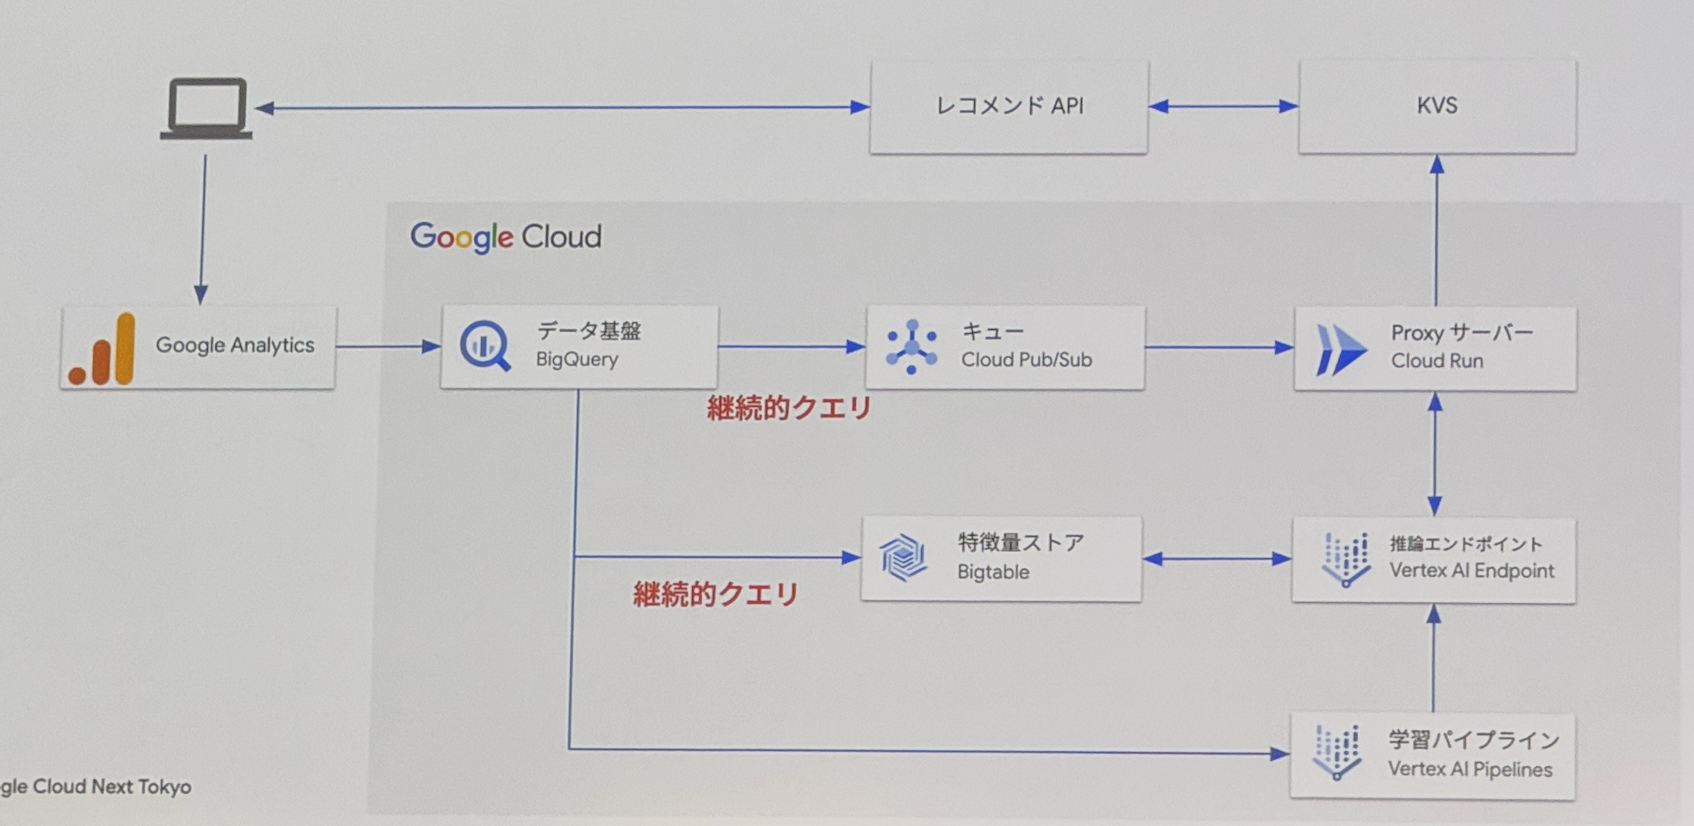 レコメンド API
KVS
Google Cloud
Google Analytics
データ基盤
BigQuery
キュー
Cloud Pub/Sub
Proxy サーバー
Cloud Run
継続的クエリ
特徴量ストア
Bigtable
推論エンドポイント
Vertex AI Endpoint
継続的クエリ
学習パイプライン
Vertex AI Pipelines
gle Cloud Next Tokyo